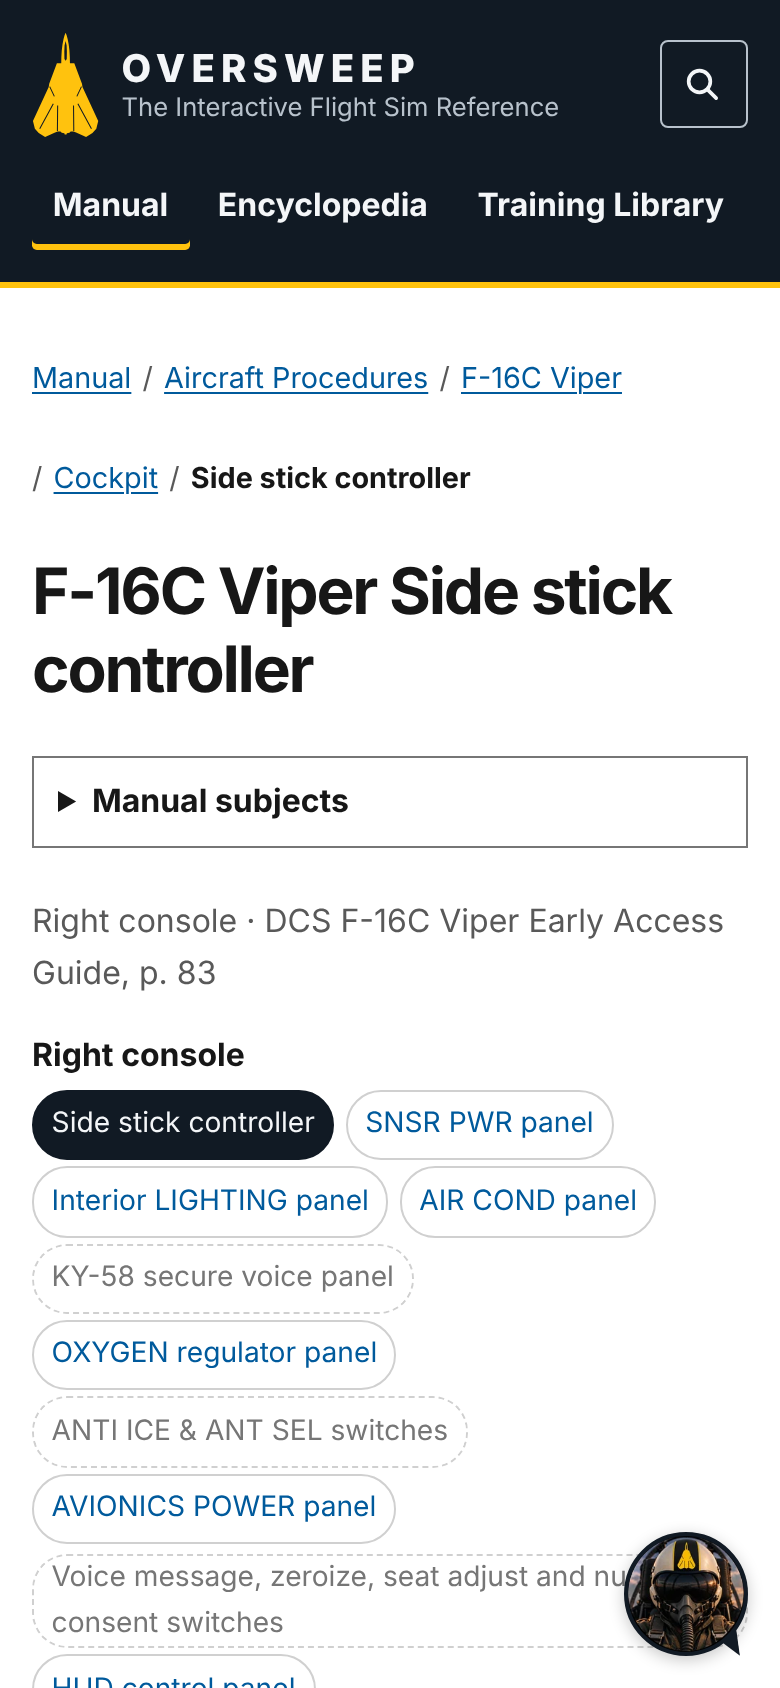 OVERSWEEP
The Interactive Flight Sim Reference
Manual Encyclopedia Training Library
Manual / Aircraft Procedures / F-16C Viper
/ Cockpit / Side stick controller
F-16C Viper Side stick
controller
▶ Manual subjects
Right console · DCS F-16C Viper Early Access
Guide, p. 83
Right console
Side stick controller SNSR PWR panel
Interior LIGHTING panel AIR COND panel
KY-58 secure voice panel
OXYGEN regulator panel
ANTI ICE & ANT SEL switches
AVIONICS POWER panel
Voice message, zeroize, seat adjust and
consent switches
HUD control panel